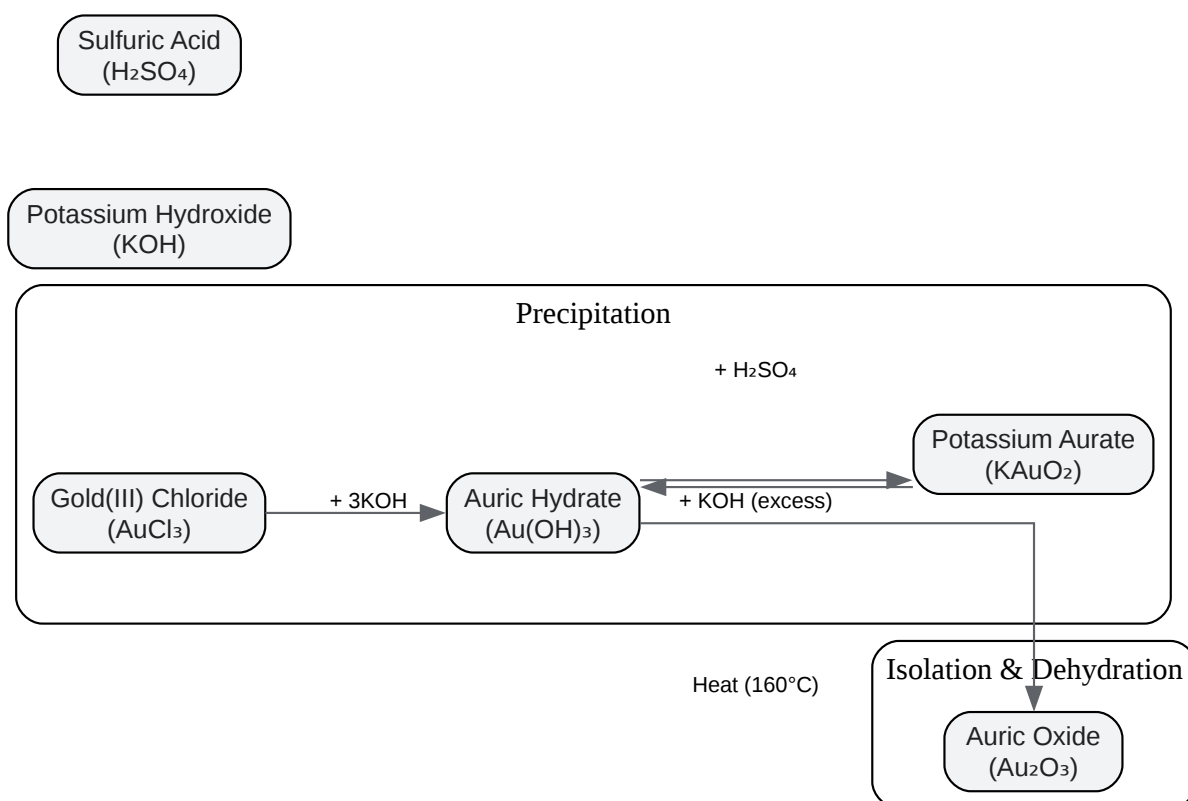 Sulfuric Acid
(H₂SO₄)
Potassium Hydroxide
(KOH)
Precipitation
+ H₂SO₄
Potassium Aurate
(KAuO₂)
Gold(III) Chloride
(AuCl₃)
+ 3KOH
Auric Hydrate
(Au(OH)₃)
+ KOH (excess)
Heat (160°C)
Isolation & Dehydration
Auric Oxide
(Au₂O₃)